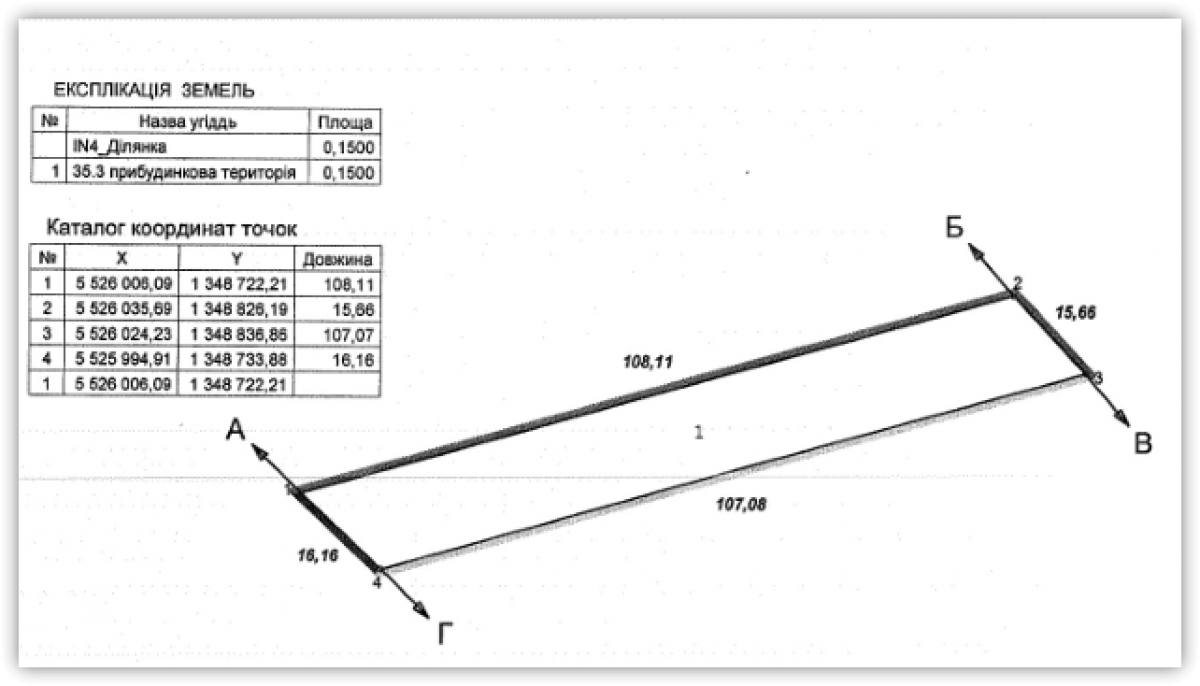 ЕКСПЛІКАЦІЯ ЗЕМЕЛЬ
№ Назва угіддь Площа
IN4_Ділянка 0,1500
1 35.3 прибудинкова територія 0,1500
Каталог координат точок
№ X Y Довжина
1 5 526 006,09 1 348 722,21 108,11
2 5 526 035,69 1 348 826,19 15,66
3 5 526 024,23 1 348 836,86 107,07
4 5 525 994,91 1 348 733,88 16,16
1 5 526 006,09 1 348 722,21
Б
2
15,66
108,11
3
А
1
В
1
107,08
16,16
4
Г